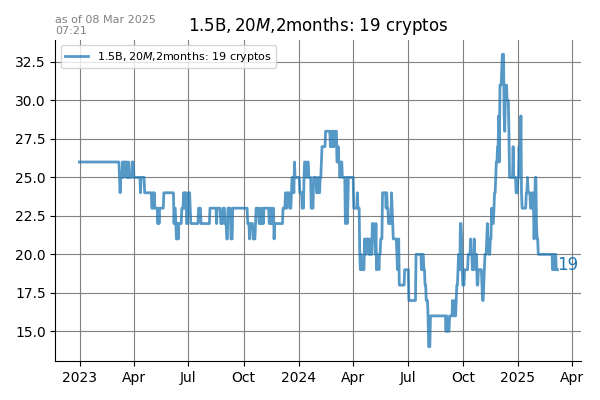 as of 08 Mar 2025
07:21
1.5B, 20M,2months: 19 cryptos
1.5B, 20M,2months: 19 cryptos
32.5
30.0
27.5
25.0
22.5
20.0
17.5
15.0
19
2023 Apr Jul Oct 2024 Apr Jul Oct 2025 Apr